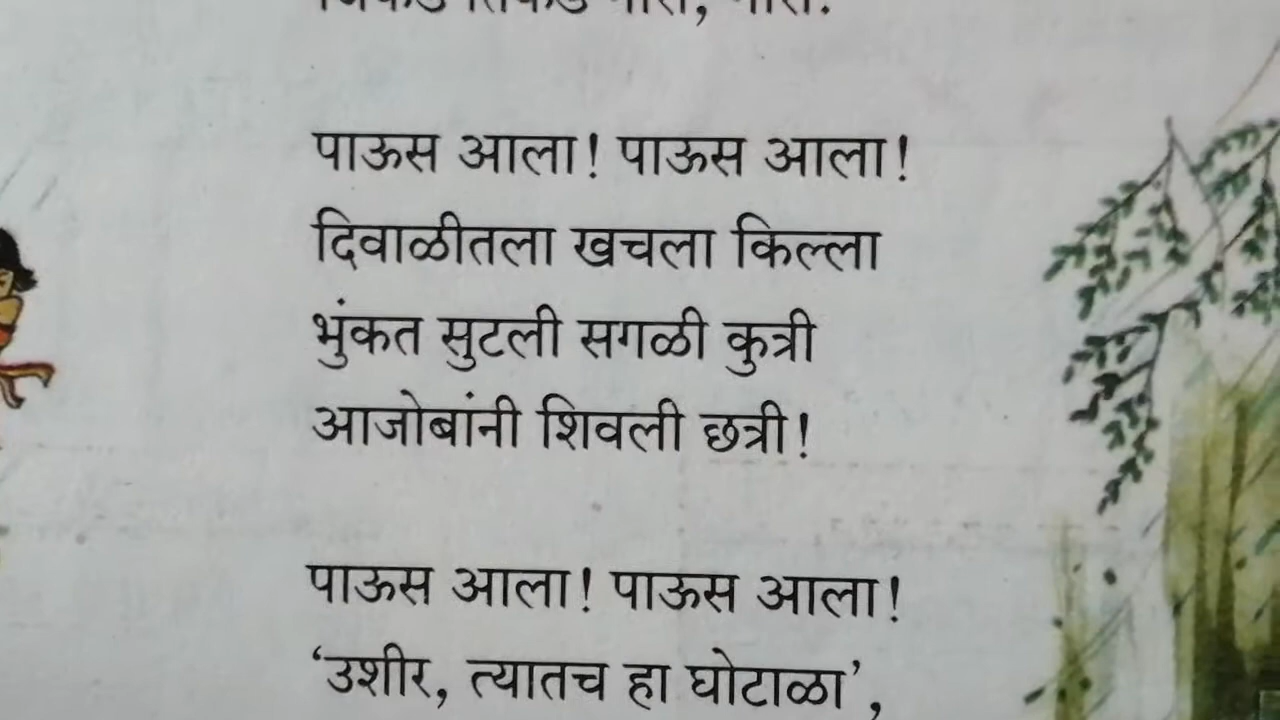 पाऊस आला! पाऊस आला!
दिवाळीतला खचला किल्ला
भुंकत सुटली सगळी कुत्री
आजोबांनी शिवली छत्री!
पाऊस आला! पाऊस आला!
‘उशीर, त्यातच हा घोटाळा’,